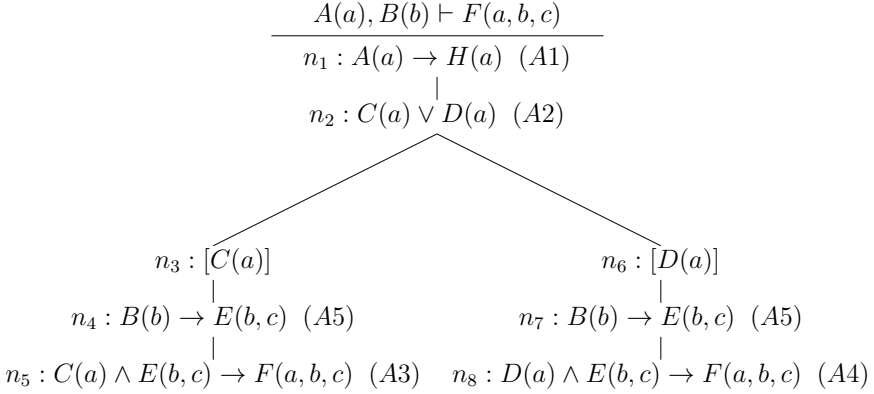 A(a), B(b) ⊢ F(a, b, c)
n₁ : A(a) → H(a) (A1)
n₂ : C(a) ∨ D(a) (A2)
n₃ : [C(a)]
n₆ : [D(a)]
n₄ : B(b) → E(b, c) (A5)
n₇ : B(b) → E(b, c) (A5)
n₅ : C(a) ∧ E(b, c) → F(a, b, c) (A3)
n₈ : D(a) ∧ E(b, c) → F(a, b, c) (A4)